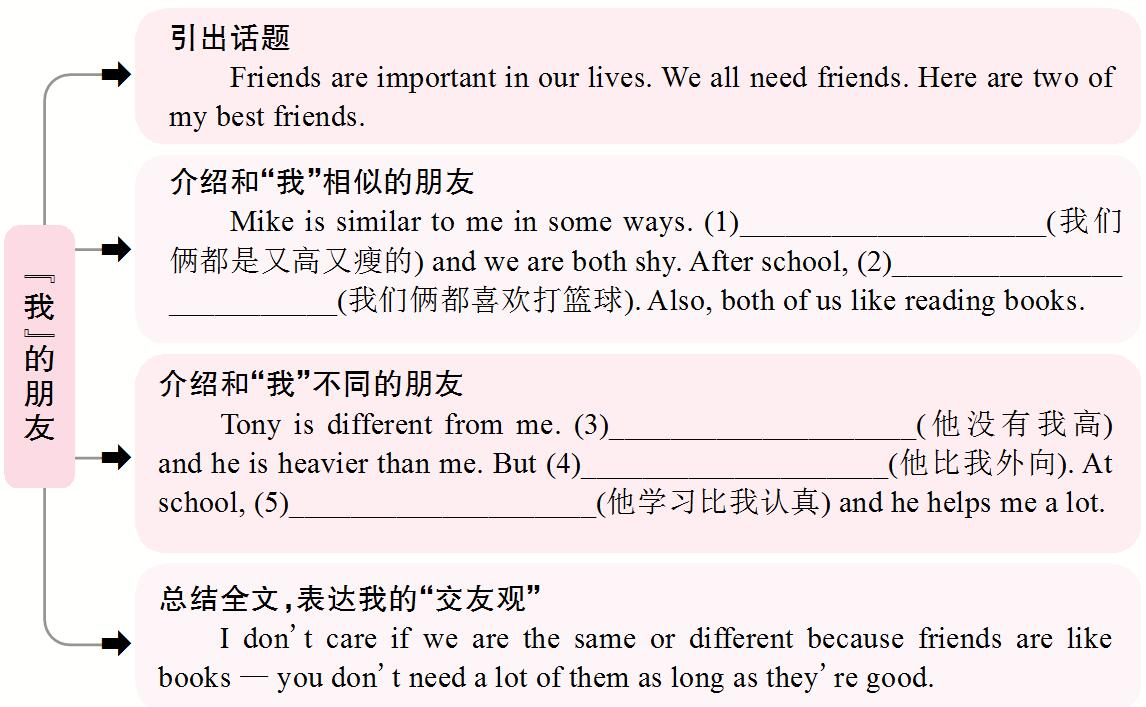 『我』的朋友
引出话题
Friends are important in our lives. We all need friends. Here are two of
my best friends.
介绍和“我”相似的朋友
Mike is similar to me in some ways. (1)____________________(我们
俩都是又高又瘦的) and we are both shy. After school, (2)_______________
___________(我们俩都喜欢打篮球). Also, both of us like reading books.
介绍和“我”不同的朋友
Tony is different from me. (3)____________________(他没有我高)
and he is heavier than me. But (4)____________________(他比我外向). At
school, (5)____________________(他学习比我认真) and he helps me a lot.
总结全文,表达我的“交友观”
I don't care if we are the same or different because friends are like
books — you don't need a lot of them as long as they're good.